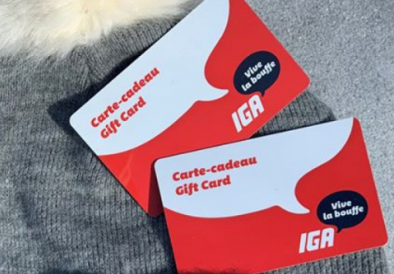 Carte-cadeau
Gift Card
Vive
la bouffe
IGA
Carte-cadeau
Gift Card
Vive
la bouffe
IGA